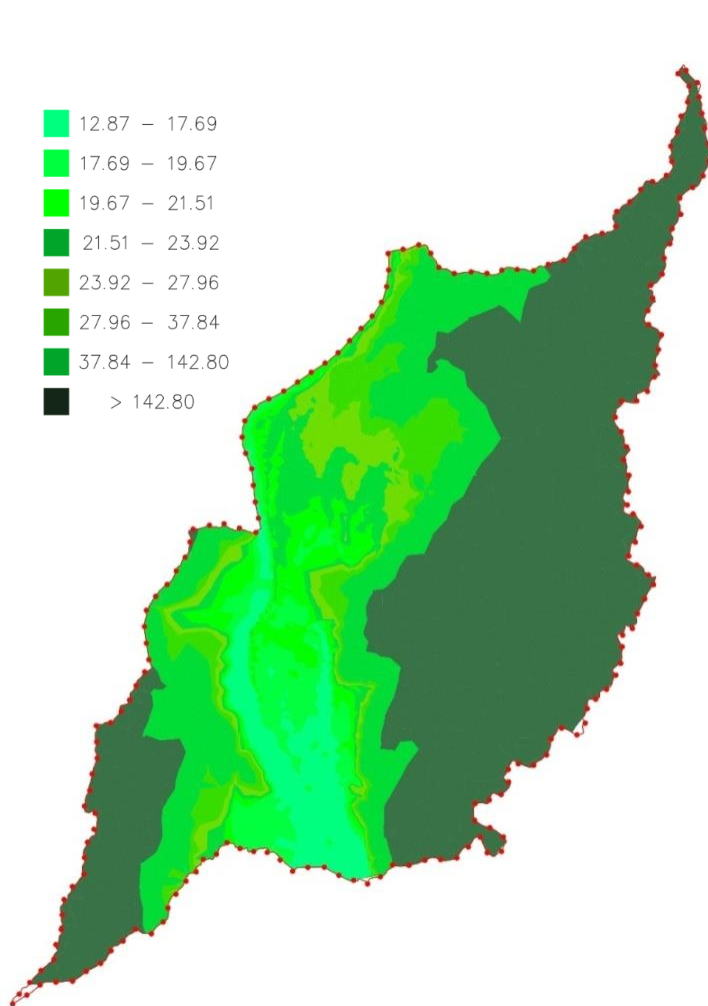 12.87 – 17.69
17.69 – 19.67
19.67 – 21.51
21.51 – 23.92
23.92 – 27.96
27.96 – 37.84
37.84 – 142.80
> 142.80